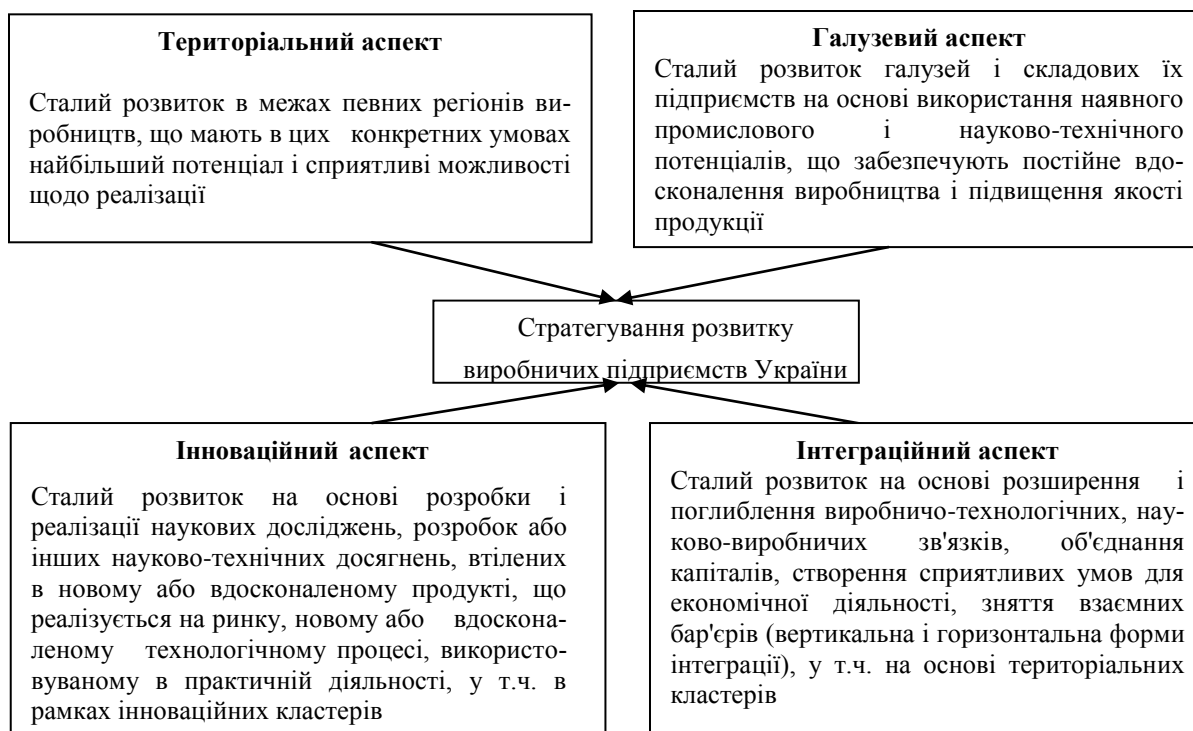 Територіальний аспект
Сталий розвиток в межах певних регіонів ви-
робництв, що мають в цих конкретних умовах
найбільший потенціал і сприятливі можливості
щодо реалізації
Галузевий аспект
Сталий розвиток галузей і складових їх
підприємств на основі використання наявного
промислового і науково-технічного
потенціалів, що забезпечують постійне вдо-
сконалення виробництва і підвищення якості
продукції
Стратегування розвитку
виробничих підприємств України
Інноваційний аспект
Сталий розвиток на основі розробки і
реалізації наукових досліджень, розробок або
інших науково-технічних досягнень, втілених
в новому або вдосконаленому продукті, що
реалізується на ринку, новому або вдоскона-
леному технологічному процесі, використо-
вуваному в практичній діяльності, у т.ч. в
рамках інноваційних кластерів
Інтеграційний аспект
Сталий розвиток на основі розширення і
поглиблення виробничо-технологічних, нау-
ково-виробничих зв'язків, об'єднання
капіталів, створення сприятливих умов для
економічної діяльності, зняття взаємних
бар'єрів (вертикальна і горизонтальна форми
інтеграції), у т.ч. на основі територіальних
кластерів